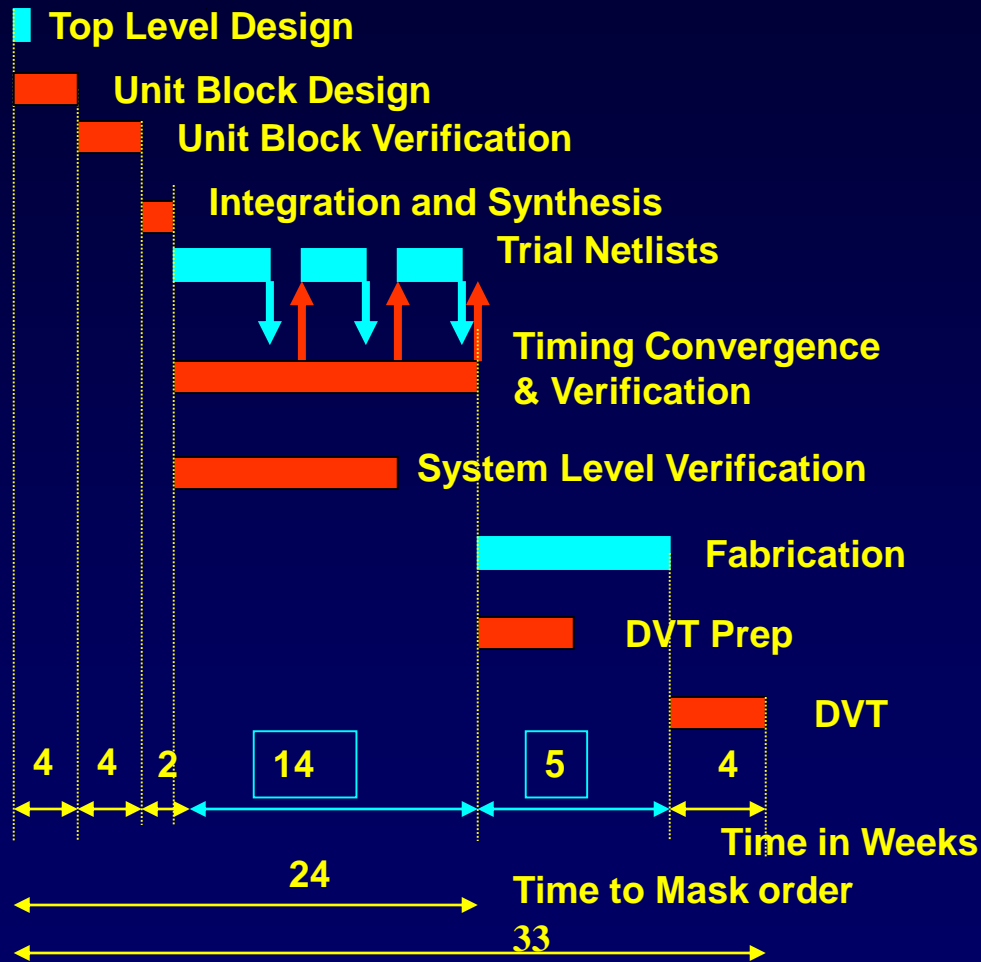 Top Level Design
Unit Block Design
Unit Block Verification
Integration and Synthesis
Trial Netlists
Timing Convergence
& Verification
System Level Verification
Fabrication
DVT Prep
DVT
4 4 2 14 5 4
Time in Weeks
24
Time to Mask order
33